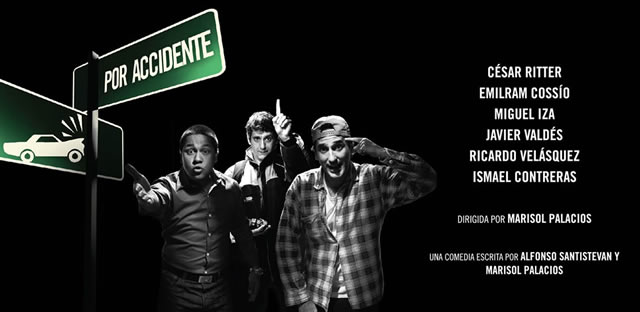 POR ACCIDENTE
CÉSAR RITTER
EMILRAM COSSÍO
MIGUEL IZA
JAVIER VALDÉS
RICARDO VELÁSQUEZ
ISMAEL CONTRERAS
DIRIGIDA POR MARISOL PALACIOS
UNA COMEDIA ESCRITA POR ALFONSO SANTISTEVAN Y
MARISOL PALACIOS